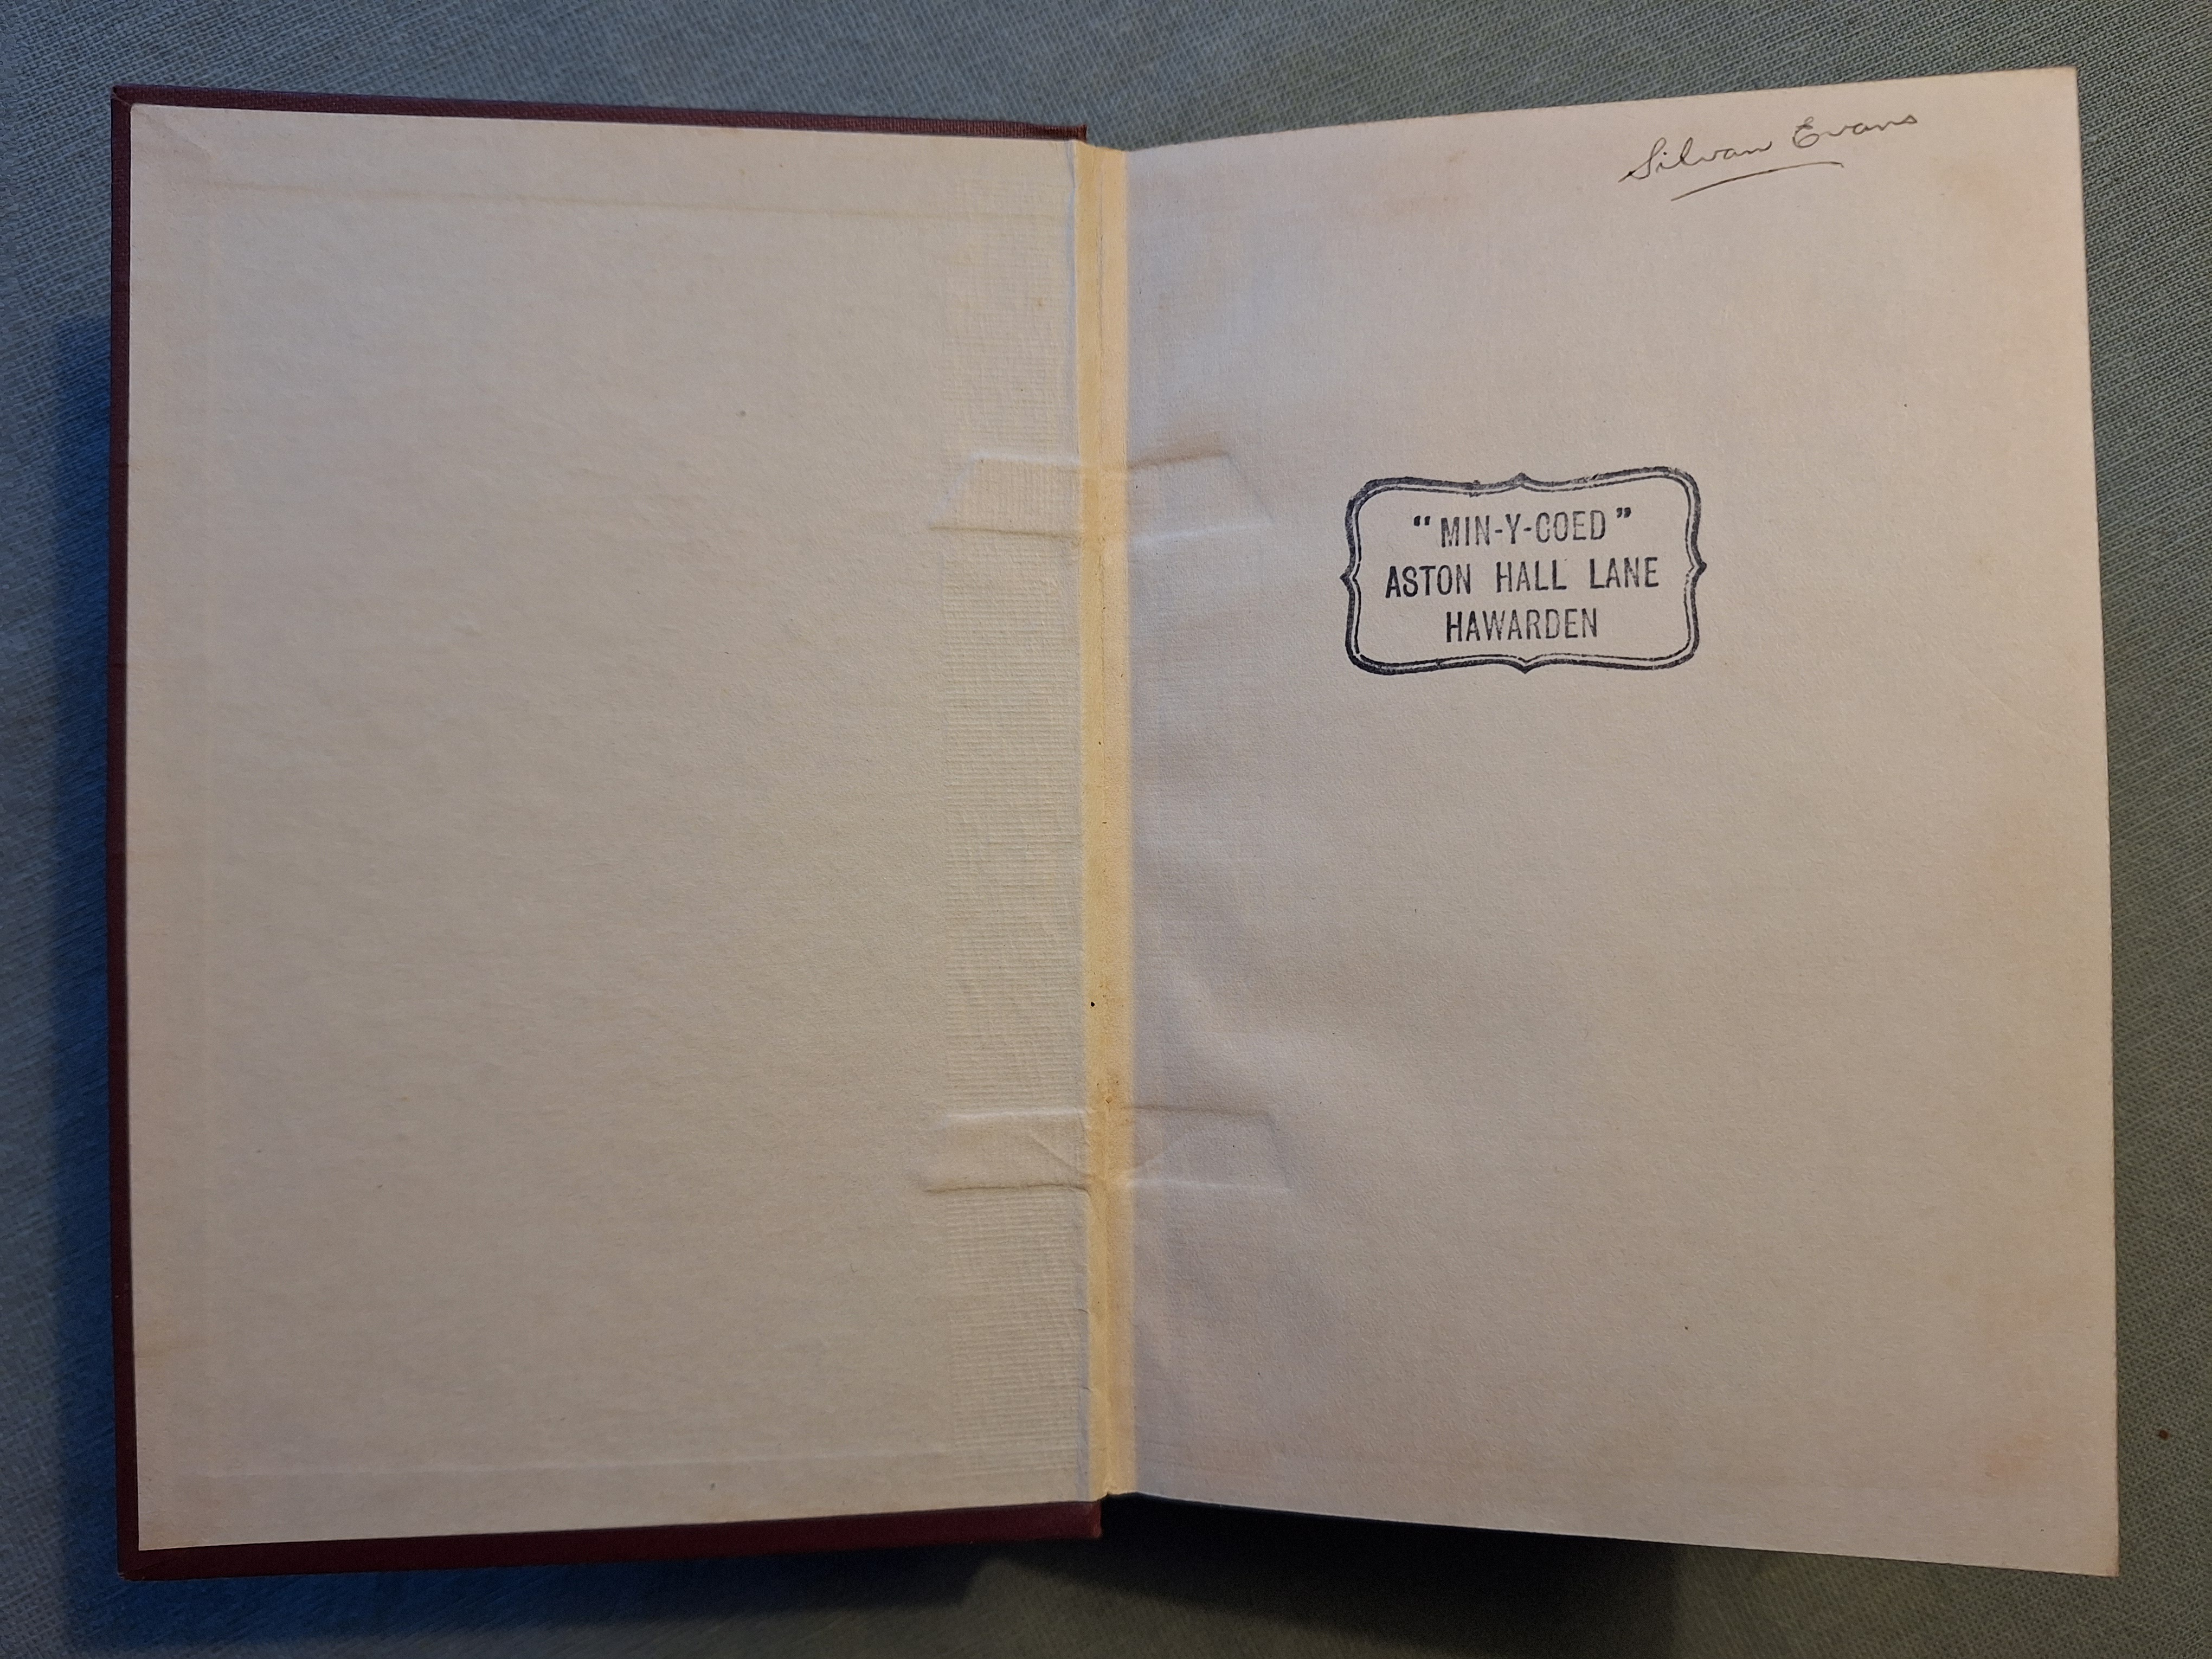 Silvan Evans
"MIN-Y-COED"
ASTON HALL LANE
HAWARDEN